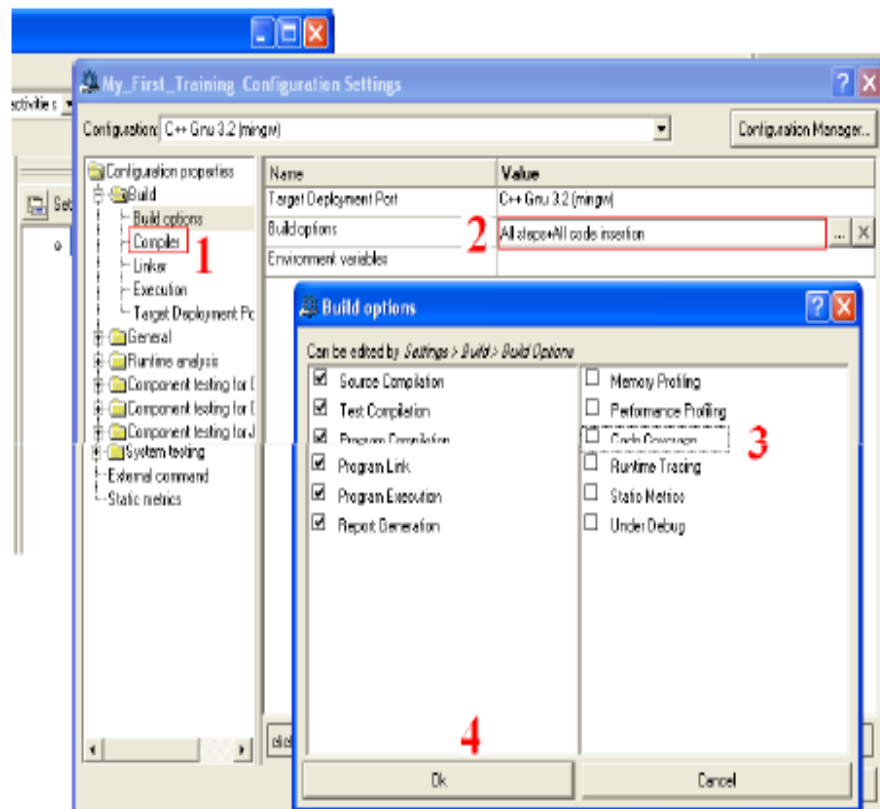 My_First_Training Configuration Settings
activities
Configuration: C++ Gnu 3.2 (mingw)
Configuration Manager...
Set
Configuration properties
Build
Build options
Compiler
1
Linker
Execution
Target Deployment Po
General
Runtime analysis
Component testing for C
Component testing for C
Component testing for J
System testing
External command
Static metrics
Name Value
Target Deployment Port C++ Gnu 3.2 (mingw)
Build options 2 All steps+All code insertion ...
Environment variables
Build options
Can be edited by Settings > Build > Build Options
Source Compilation
Test Compilation
Program Compilation
Program Link
Program Execution
Report Generation
Memory Profiling
Performance Profiling
Code Coverage
3
Runtime Tracing
Static Metrics
Under Debug
4
Ok
Cancel